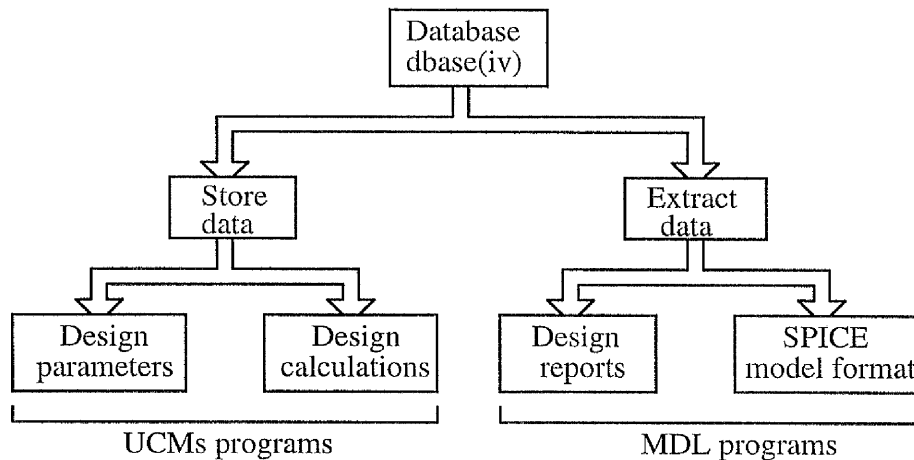 Database
dbase(iv)
Store
data
Extract
data
Design
parameters
Design
calculations
Design
reports
SPICE
model format
UCMs programs
MDL programs